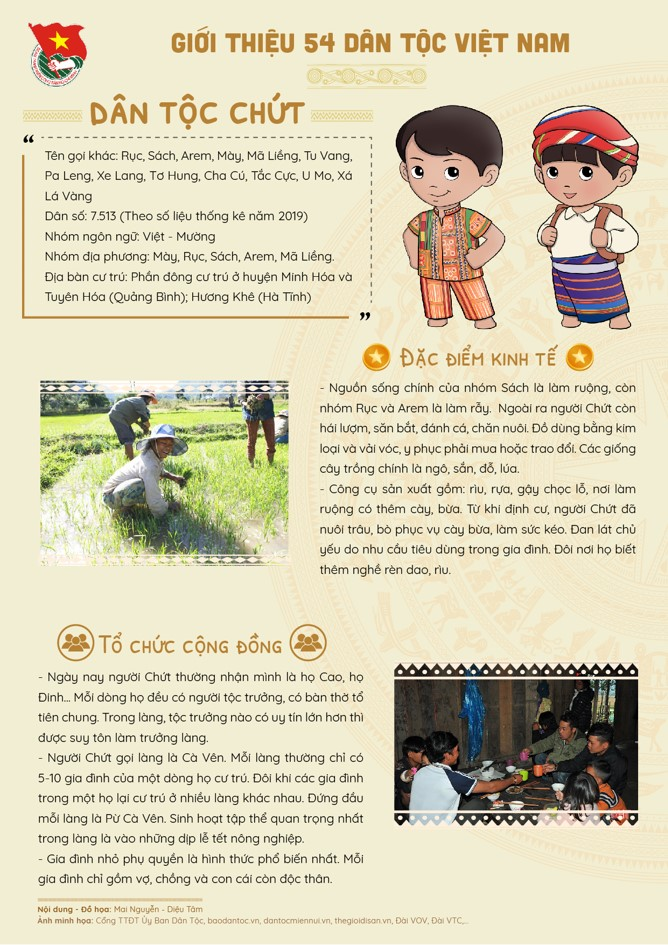 GIỚI THIỆU 54 DÂN TỘC VIỆT NAM
DÂN TỘC CHỨT
“
Tên gọi khác: Rục, Sách, Arem, Mày, Mã Liềng, Tu Vang,
Pa Leng, Xe Lang, Tơ Hung, Cha Cú, Tắc Cực, U Mo, Xá
Lá Vàng
Dân số: 7.513 (Theo số liệu thống kê năm 2019)
Nhóm ngôn ngữ: Việt - Mường
Nhóm địa phương: Mày, Rục, Sách, Arem, Mã Liềng.
Địa bàn cư trú: Phần đông cư trú ở huyện Minh Hóa và
Tuyên Hóa (Quảng Bình); Hương Khê (Hà Tĩnh)
”
ĐẶC ĐIỂM KINH TẾ
- Nguồn sống chính của nhóm Sách là làm ruộng, còn
nhóm Rục và Arem là làm rẫy. Ngoài ra người Chứt còn
hái lượm, săn bắt, đánh cá, chăn nuôi. Đồ dùng bằng kim
loại và vải vóc, y phục phải mua hoặc trao đổi. Các giống
cây trồng chính là ngô, sắn, đỗ, lúa.
- Công cụ sản xuất gồm: rìu, rựa, gậy chọc lỗ, nơi làm
ruộng có thêm cày, bừa. Từ khi định cư, người Chứt đã
nuôi trâu, bò phục vụ cày bừa, làm sức kéo. Đan lát chủ
yếu do nhu cầu tiêu dùng trong gia đình. Đôi nơi họ biết
thêm nghề rèn dao, rìu.
TỔ CHỨC CỘNG ĐỒNG
- Ngày nay người Chứt thường nhận mình là họ Cao, họ
Đinh... Mỗi dòng họ đều có người tộc trưởng, có bàn thờ tổ
tiên chung. Trong làng, tộc trưởng nào có uy tín lớn hơn thì
được suy tôn làm trưởng làng.
- Người Chứt gọi làng là Cà Vên. Mỗi làng thường chỉ có
5-10 gia đình của một dòng họ cư trú. Đôi khi các gia đình
trong một họ lại cư trú ở nhiều làng khác nhau. Đứng đầu
mỗi làng là Pừ Cà Vên. Sinh hoạt tập thể quan trọng nhất
trong làng là vào những dịp lễ tết nông nghiệp.
- Gia đình nhỏ phụ quyền là hình thức phổ biến nhất. Mỗi
gia đình chỉ gồm vợ, chồng và con cái còn độc thân.
Nội dung - Đồ họa: Mai Nguyễn - Diệu Tâm
Ảnh minh họa: Cổng TTĐT Ủy Ban Dân Tộc, baodantoc.vn, dantocmiennui.vn, thegioidisan.vn, Đài VOV, Đài VTC,...